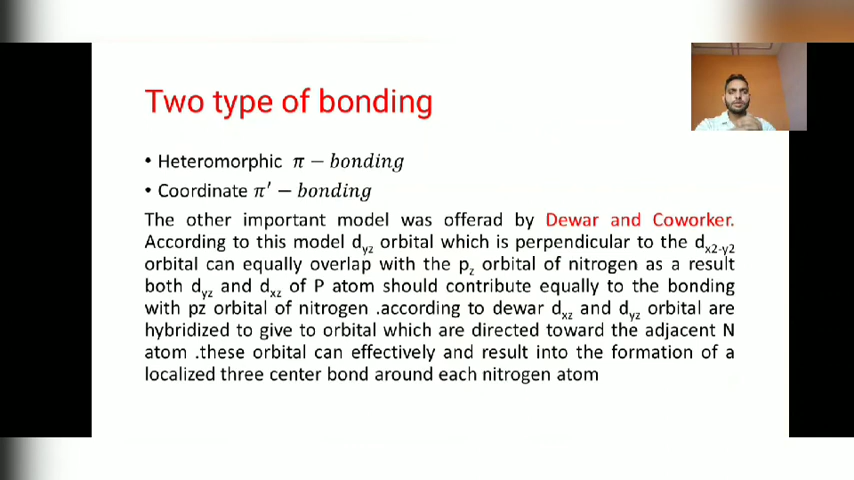 Two type of bonding
• Heteromorphic π − bonding
• Coordinate π′ − bonding
The other important model was offerad by Dewar and Coworker.
According to this model dyz orbital which is perpendicular to the dx2-y2
orbital can equally overlap with the pz orbital of nitrogen as a result
both dyz and dxz of P atom should contribute equally to the bonding
with pz orbital of nitrogen .according to dewar dxz and dyz orbital are
hybridized to give to orbital which are directed toward the adjacent N
atom .these orbital can effectively and result into the formation of a
localized three center bond around each nitrogen atom